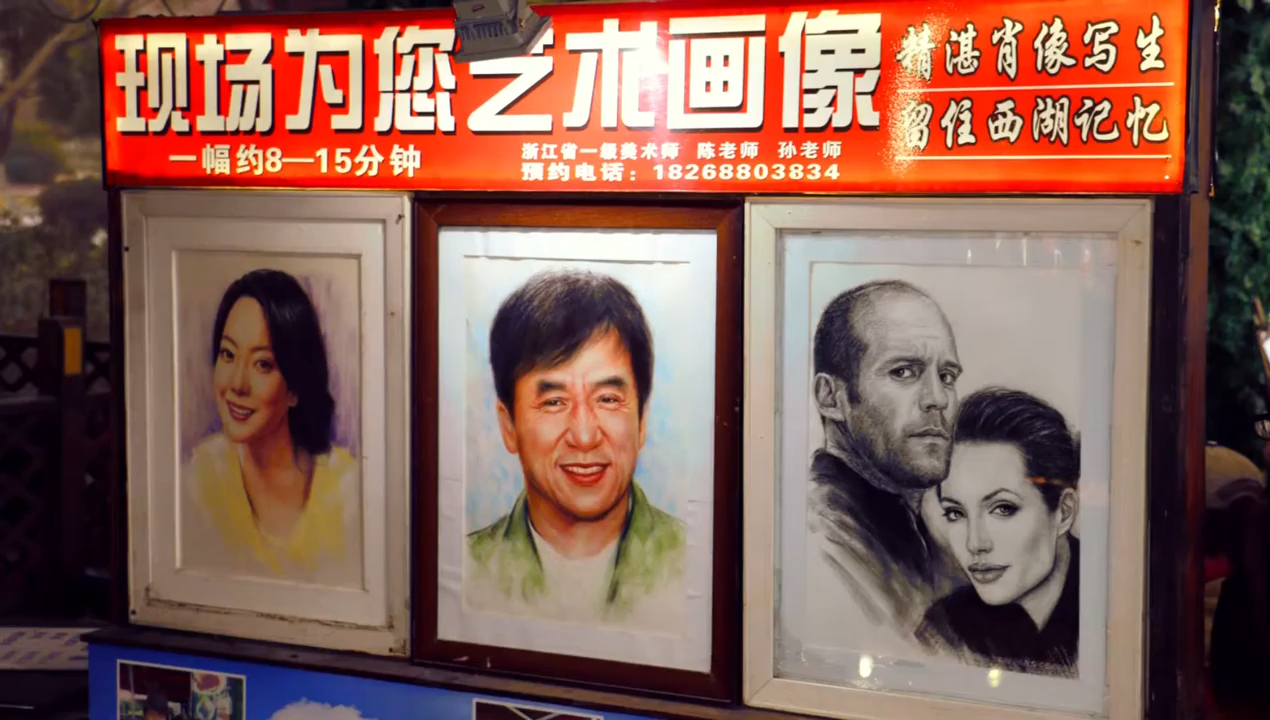 现场为您艺术画像
一幅约8—15分钟
浙江省一级美术师 陈老师 孙老师
预约电话：18268803834
精湛肖像写生
留住西湖记忆